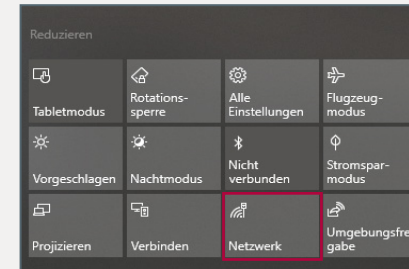 Reduzieren
Tabletmodus
Rotations-
sperre
Alle
Einstellungen
Flugzeug-
modus
Vorgeschlagen
Nachtmodus
Nicht
verbunden
Stromspar-
modus
Projizieren
Verbinden
Netzwerk
Umgebungsfre
gabe